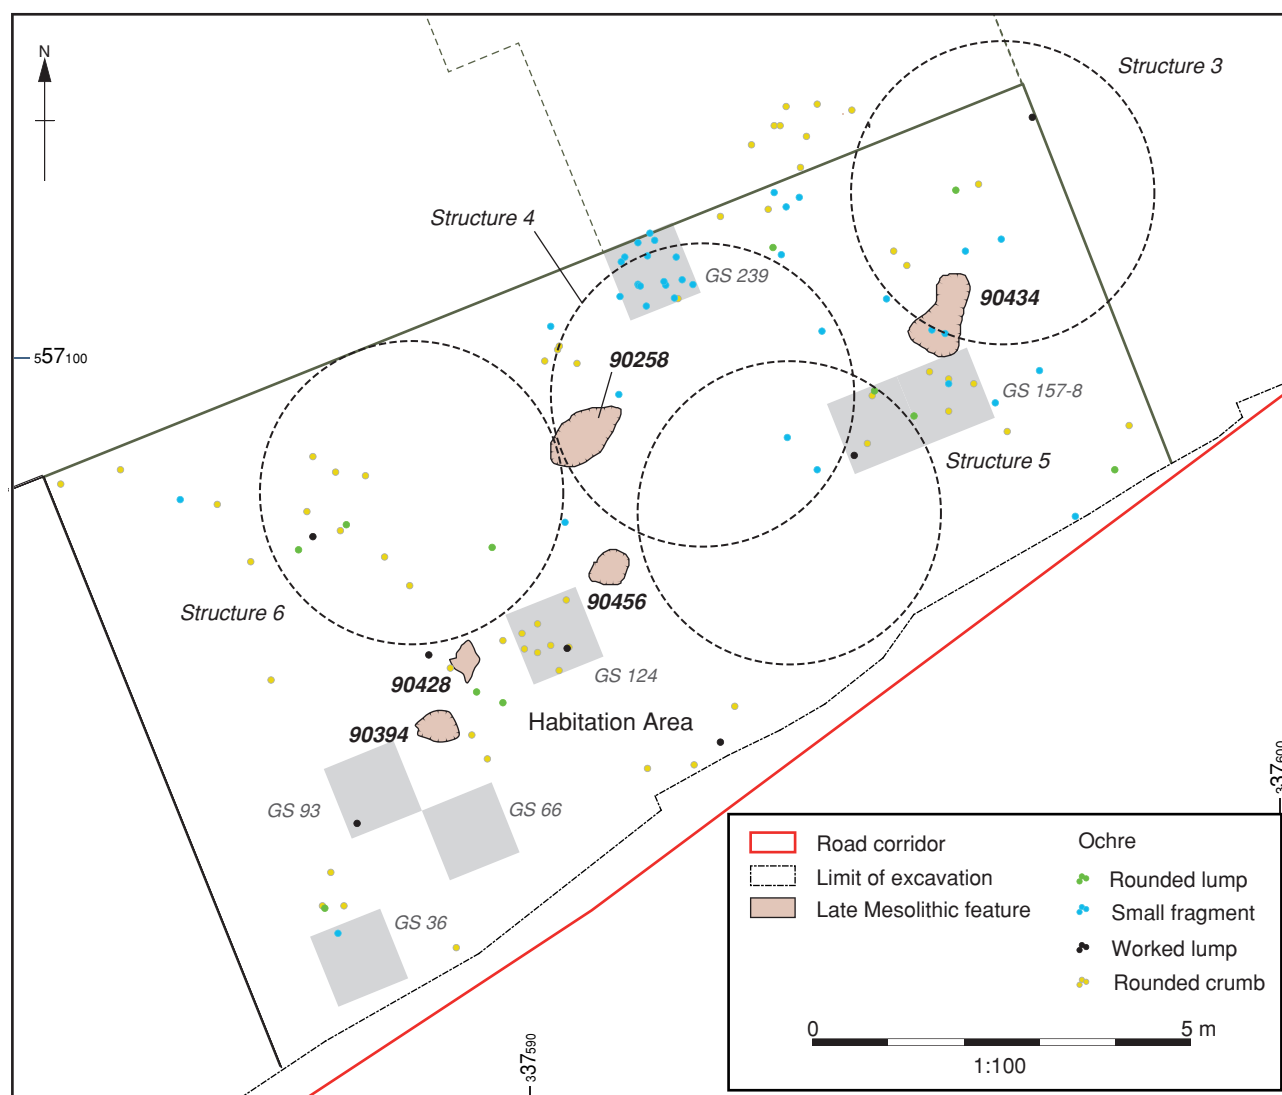 N
Structure 3
Structure 4
GS 239
90434
90258
557100
GS 157-8
Structure 5
Structure 6
90456
GS 124
90428
Habitation Area
90394
GS 93
GS 66
GS 36
337600
337590
Road corridor
Limit of excavation
Late Mesolithic feature
Ochre
Rounded lump
Small fragment
Worked lump
Rounded crumb
0 5 m
1:100